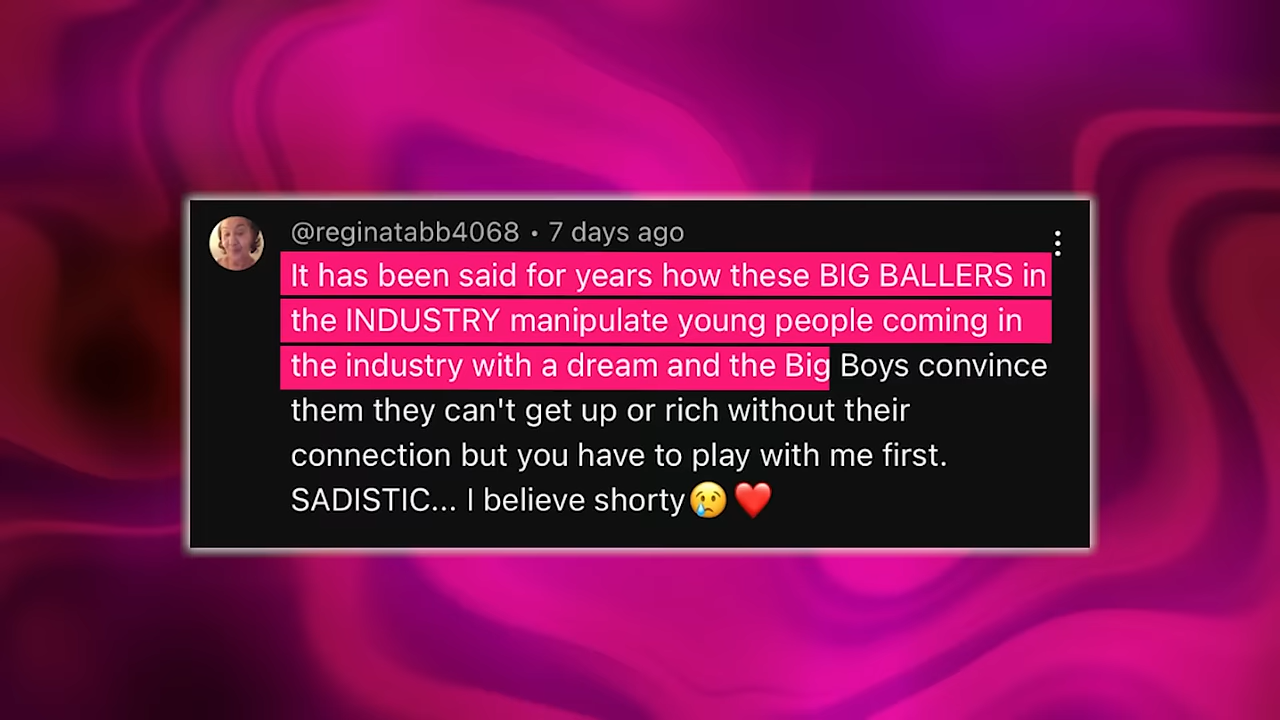 @reginatabb4068 • 7 days ago
It has been said for years how these BIG BALLERS in
the INDUSTRY manipulate young people coming in
the industry with a dream and the Big Boys convince
them they can't get up or rich without their
connection but you have to play with me first.
SADISTIC... I believe shorty😢❤️